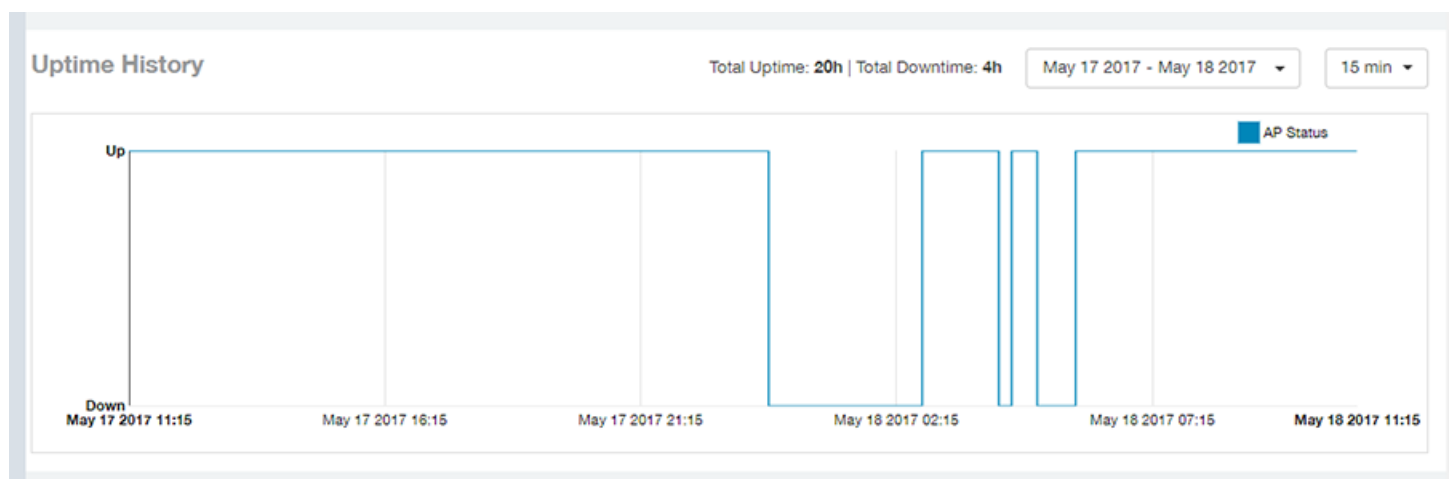 Uptime History
Total Uptime: 20h | Total Downtime: 4h
May 17 2017 - May 18 2017
15 min
AP Status
Up
Down
May 17 2017 11:15
May 17 2017 16:15
May 17 2017 21:15
May 18 2017 02:15
May 18 2017 07:15
May 18 2017 11:15